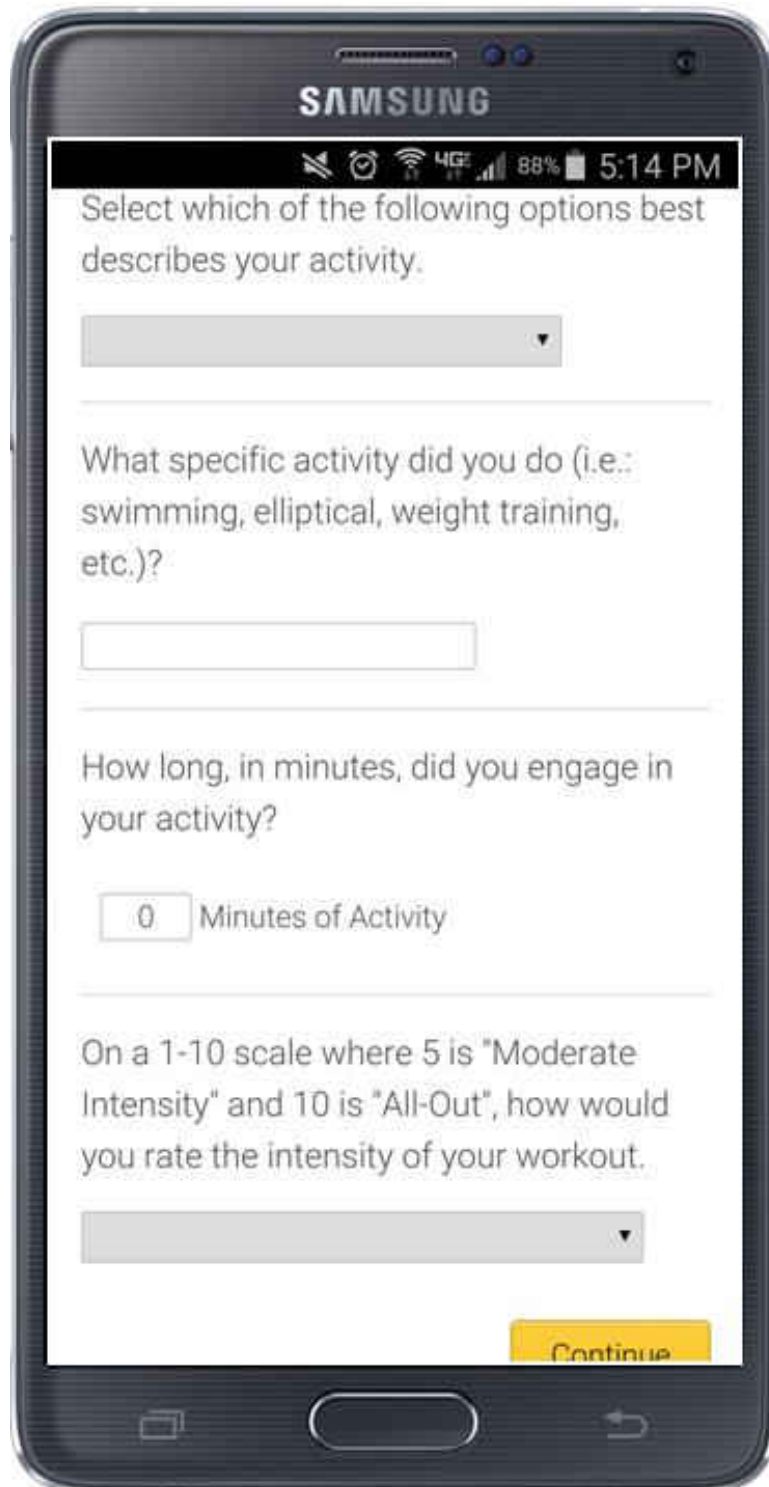 SAMSUNG
4GE 88% 5:14 PM
Select which of the following options best
describes your activity.
What specific activity did you do (i.e.:
swimming, elliptical, weight training,
etc.)?
How long, in minutes, did you engage in
your activity?
0 Minutes of Activity
On a 1-10 scale where 5 is "Moderate
Intensity" and 10 is "All-Out", how would
you rate the intensity of your workout.
Continue